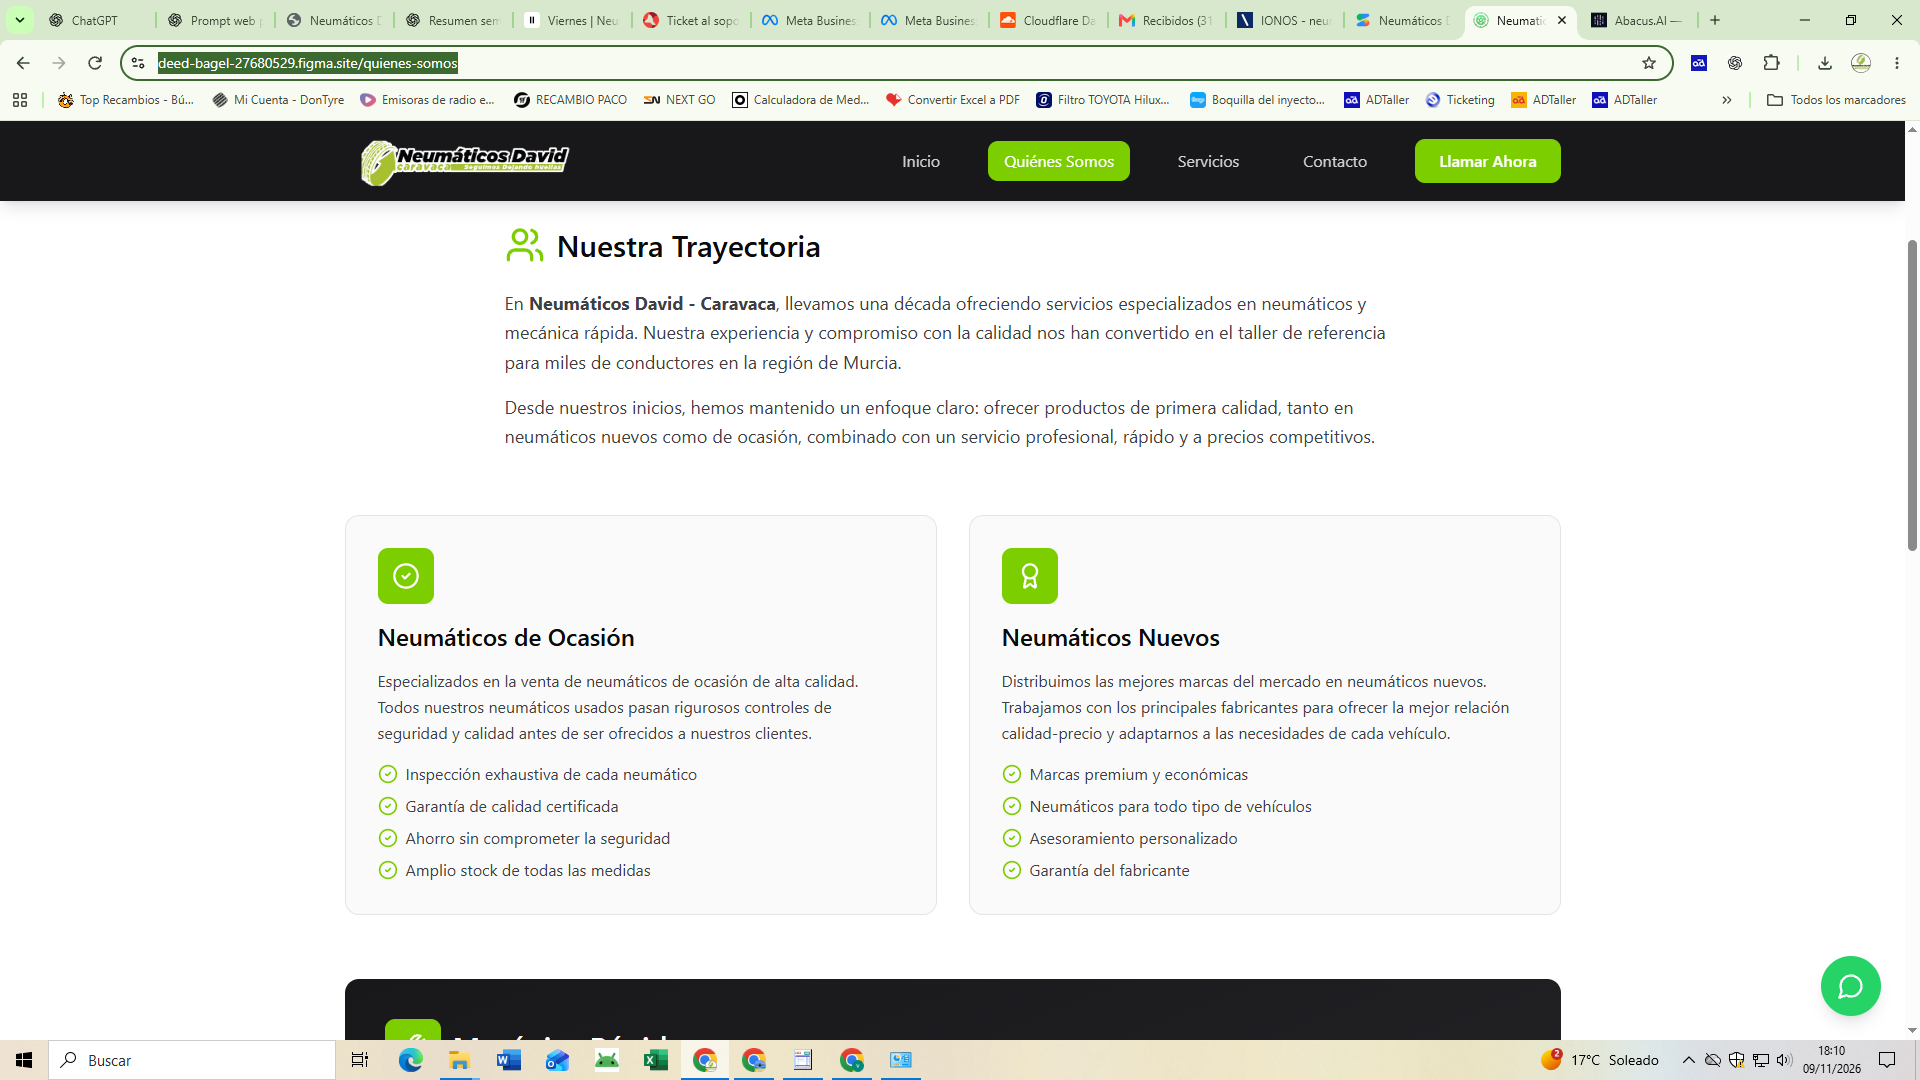 ChatGPT
Prompt web p
Neumáticos D
Resumen sem
Viernes | Neu
Ticket al sopo
Meta Business
Meta Business
Cloudflare Da
Recibidos (31
IONOS - neum
Neumáticos D
Neumatic
Abacus.AI —
deed-bagel-27680529.figma.site/quienes-somos
Top Recambios - Bú...
Mi Cuenta - DonTyre
Emisoras de radio e...
RECAMBIO PACO
NEXT GO
Calculadora de Med...
Convertir Excel a PDF
Filtro TOYOTA Hilux...
Boquilla del inyecto...
ADTaller
Ticketing
ADTaller
ADTaller
Todos los marcadores
Neumáticos David
caravaca Seguimos Dejando huellas
Inicio
Quiénes Somos
Servicios
Contacto
Llamar Ahora
Nuestra Trayectoria
En Neumáticos David - Caravaca, llevamos una década ofreciendo servicios especializados en neumáticos y
mecánica rápida. Nuestra experiencia y compromiso con la calidad nos han convertido en el taller de referencia
para miles de conductores en la región de Murcia.
Desde nuestros inicios, hemos mantenido un enfoque claro: ofrecer productos de primera calidad, tanto en
neumáticos nuevos como de ocasión, combinado con un servicio profesional, rápido y a precios competitivos.
Neumáticos de Ocasión
Especializados en la venta de neumáticos de ocasión de alta calidad.
Todos nuestros neumáticos usados pasan rigurosos controles de
seguridad y calidad antes de ser ofrecidos a nuestros clientes.
Inspección exhaustiva de cada neumático
Garantía de calidad certificada
Ahorro sin comprometer la seguridad
Amplio stock de todas las medidas
Neumáticos Nuevos
Distribuimos las mejores marcas del mercado en neumáticos nuevos.
Trabajamos con los principales fabricantes para ofrecer la mejor relación
calidad-precio y adaptarnos a las necesidades de cada vehículo.
Marcas premium y económicas
Neumáticos para todo tipo de vehículos
Asesoramiento personalizado
Garantía del fabricante
Buscar
17°C Soleado
18:10
09/11/2026